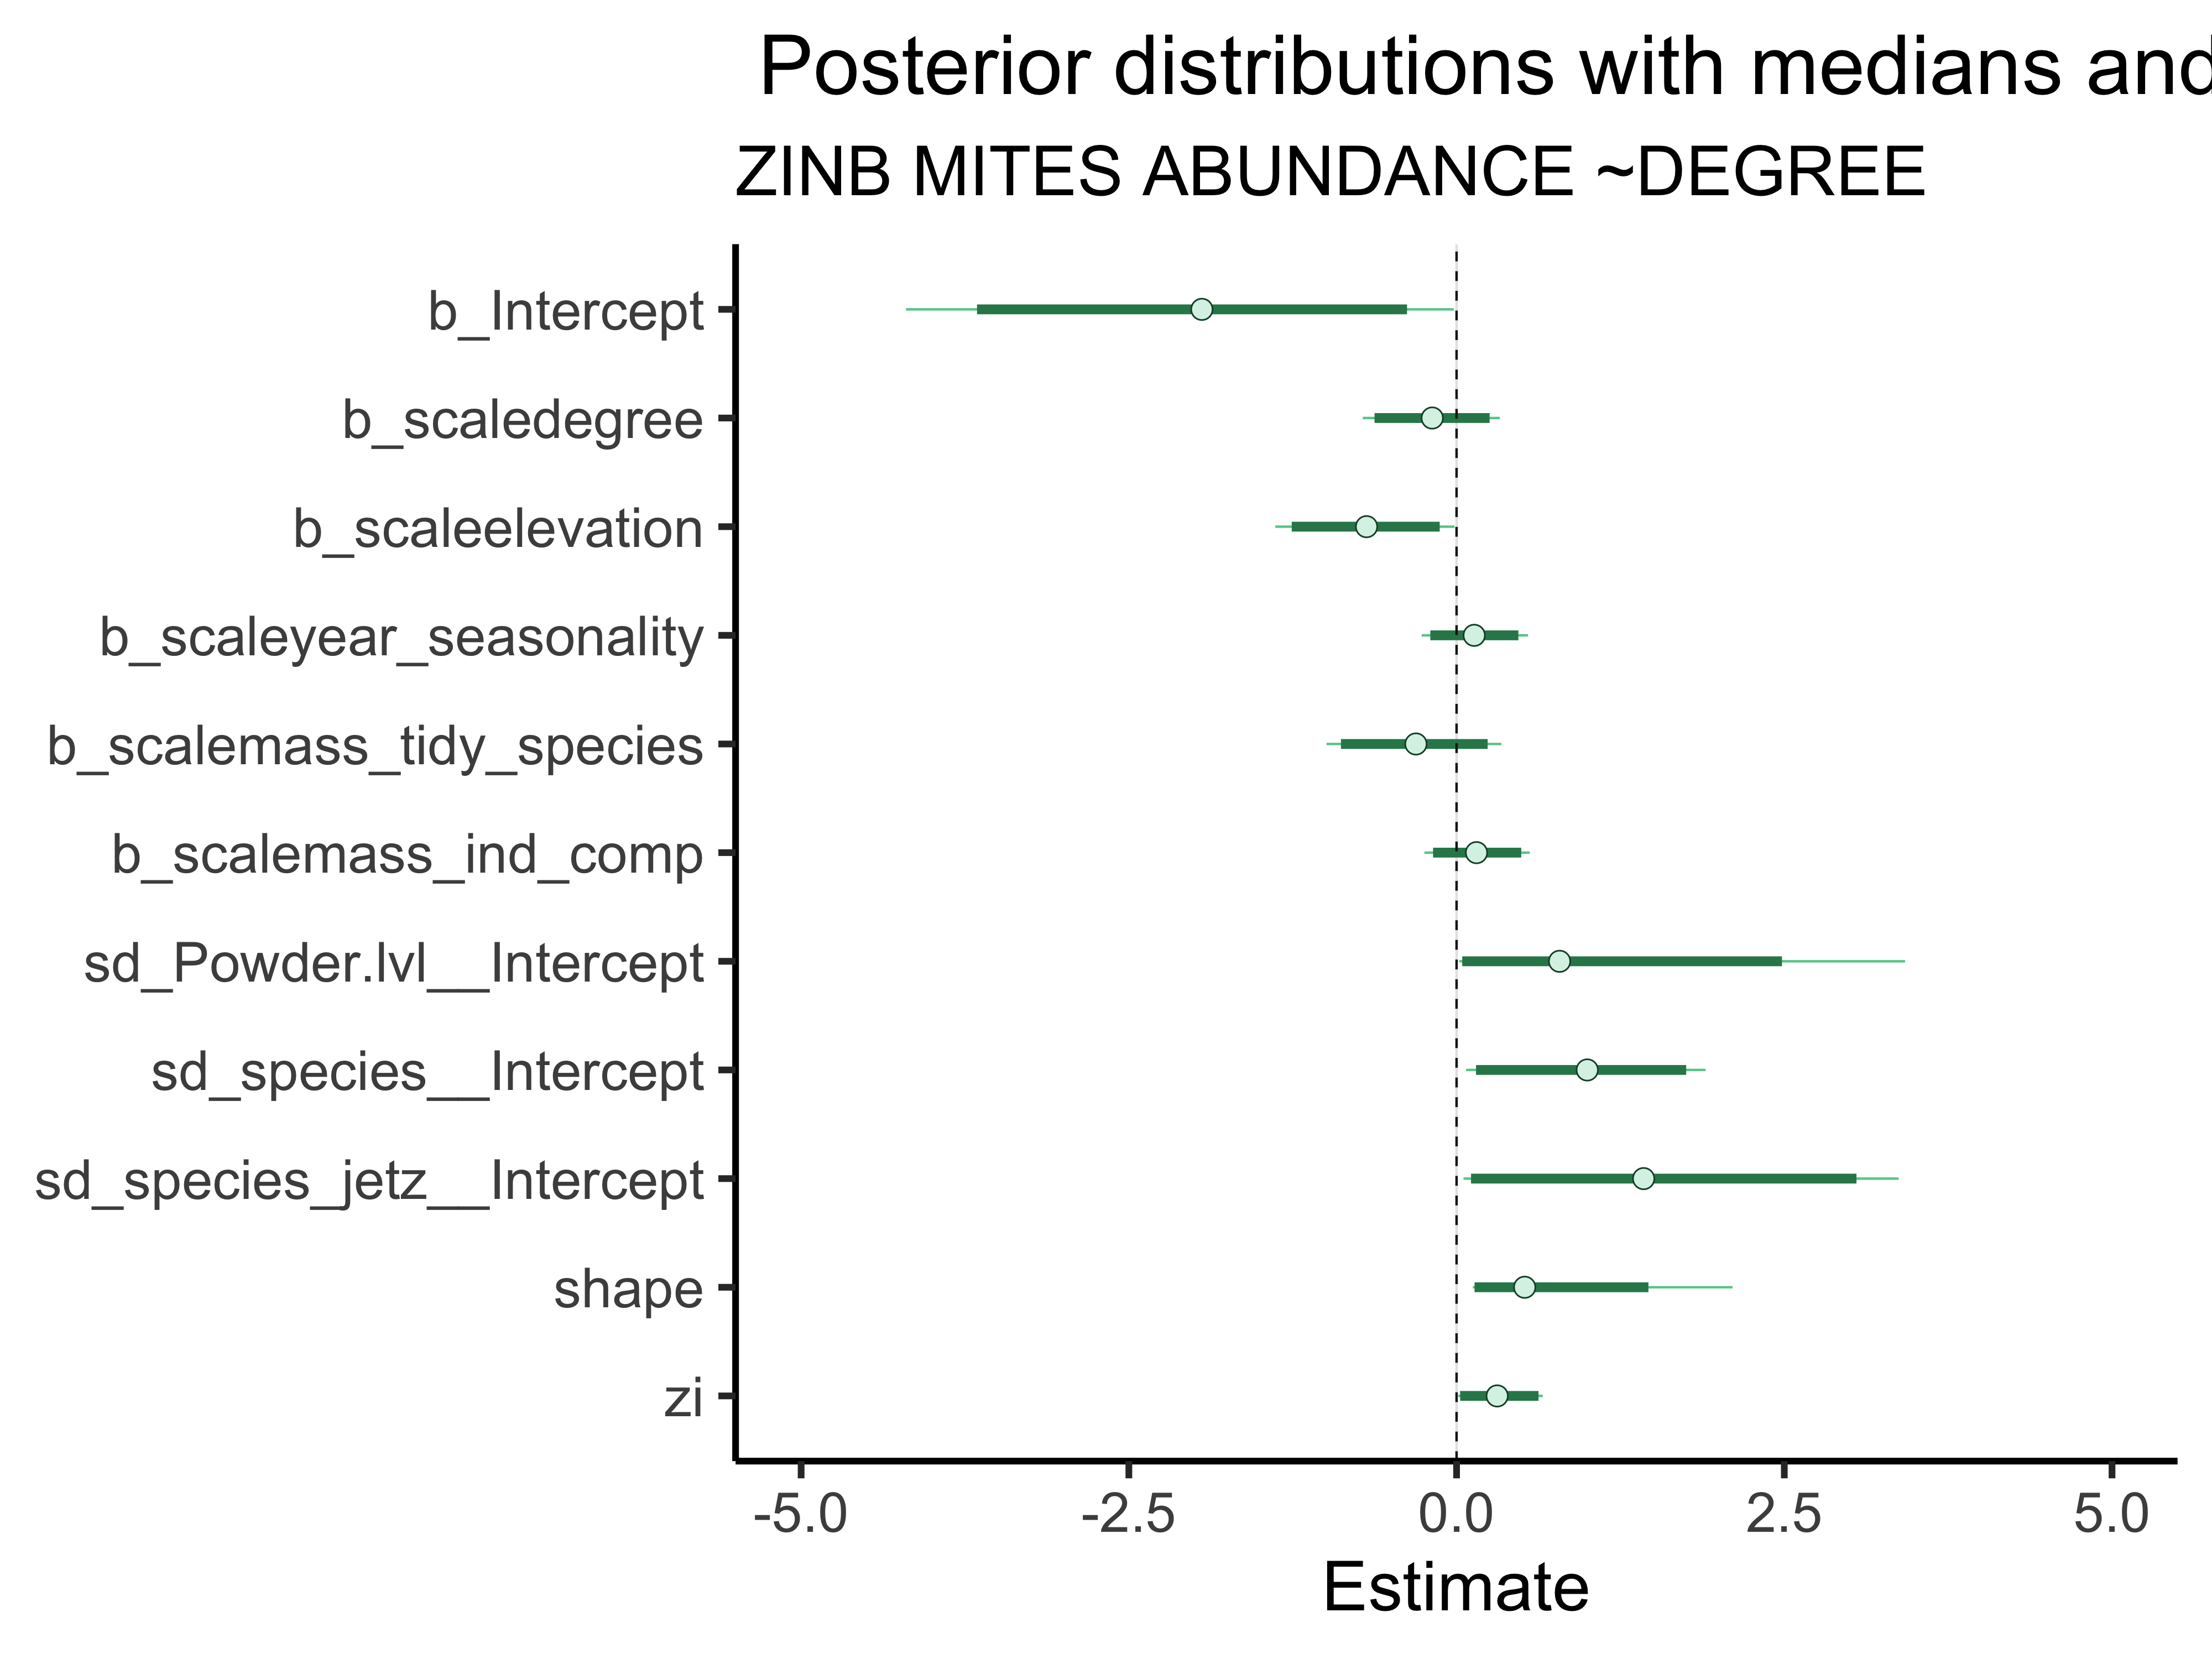 Posterior distributions with medians and
ZINB MITES ABUNDANCE ~DEGREE
b_Intercept
b_scaledegree
b_scaleelevation
b_scaleyear_seasonality
b_scalemass_tidy_species
b_scalemass_ind_comp
sd_Powder.lvl__Intercept
sd_species__Intercept
sd_species_jetz__Intercept
shape
zi
-5.0 -2.5 0.0 2.5 5.0
Estimate